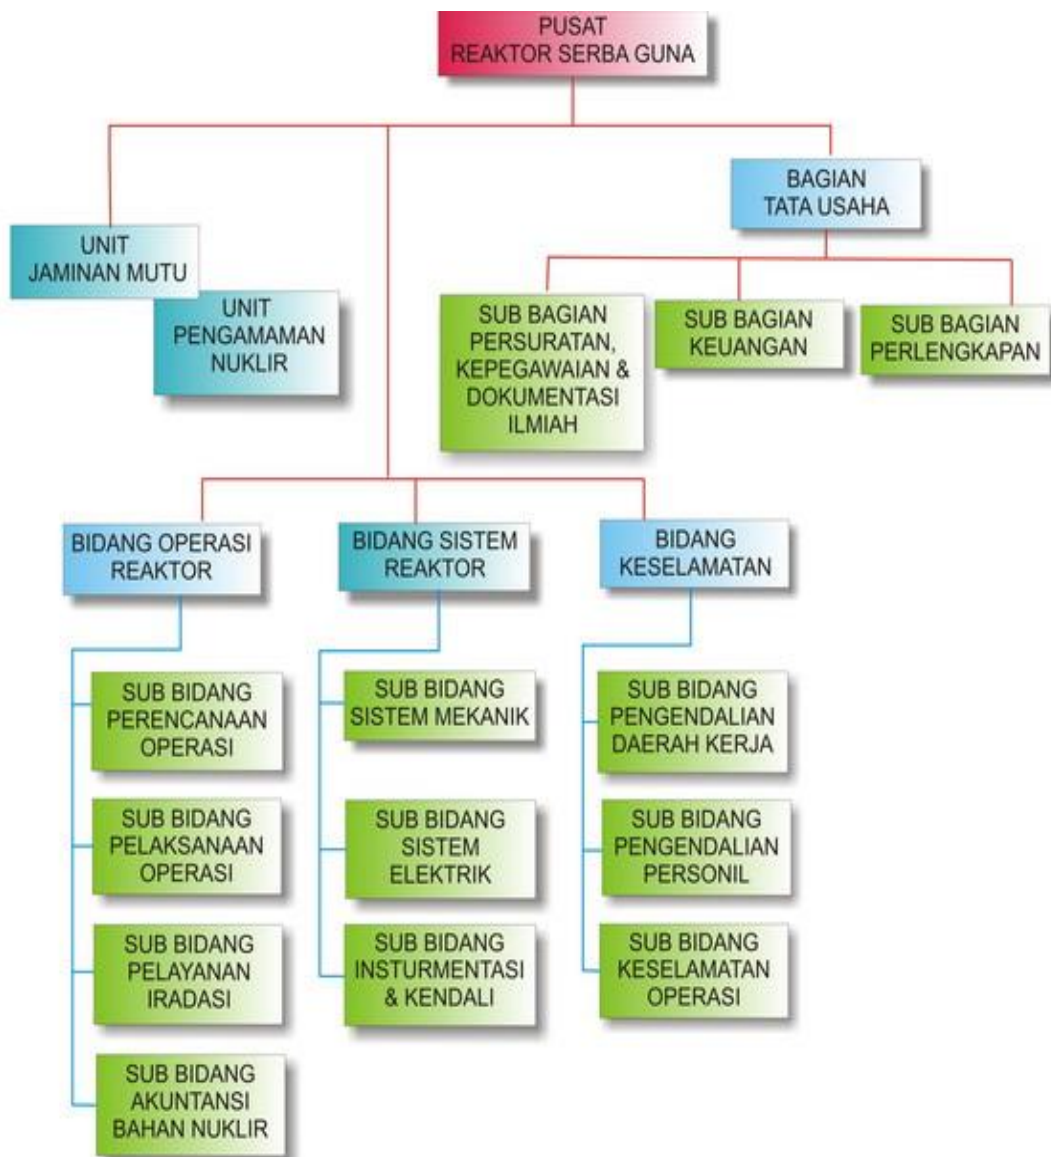 PUSAT
REAKTOR SERBA GUNA
BAGIAN
TATA USAHA
UNIT
JAMINAN MUTU
UNIT
PENGAMAMAN
NUKLIR
SUB BAGIAN
PERSURATAN,
KEPEGAWAIAN &
DOKUMENTASI
ILMIAH
SUB BAGIAN
KEUANGAN
SUB BAGIAN
PERLENGKAPAN
BIDANG OPERASI
REAKTOR
BIDANG SISTEM
REAKTOR
BIDANG
KESELAMATAN
SUB BIDANG
PERENCANAAN
OPERASI
SUB BIDANG
PELAKSANAAN
OPERASI
SUB BIDANG
PELAYANAN
IRADASI
SUB BIDANG
AKUNTANSI
BAHAN NUKLIR
SUB BIDANG
SISTEM MEKANIK
SUB BIDANG
SISTEM
ELEKTRIK
SUB BIDANG
INSTURMENTASI
& KENDALI
SUB BIDANG
PENGENDALIAN
DAERAH KERJA
SUB BIDANG
PENGENDALIAN
PERSONIL
SUB BIDANG
KESELAMATAN
OPERASI